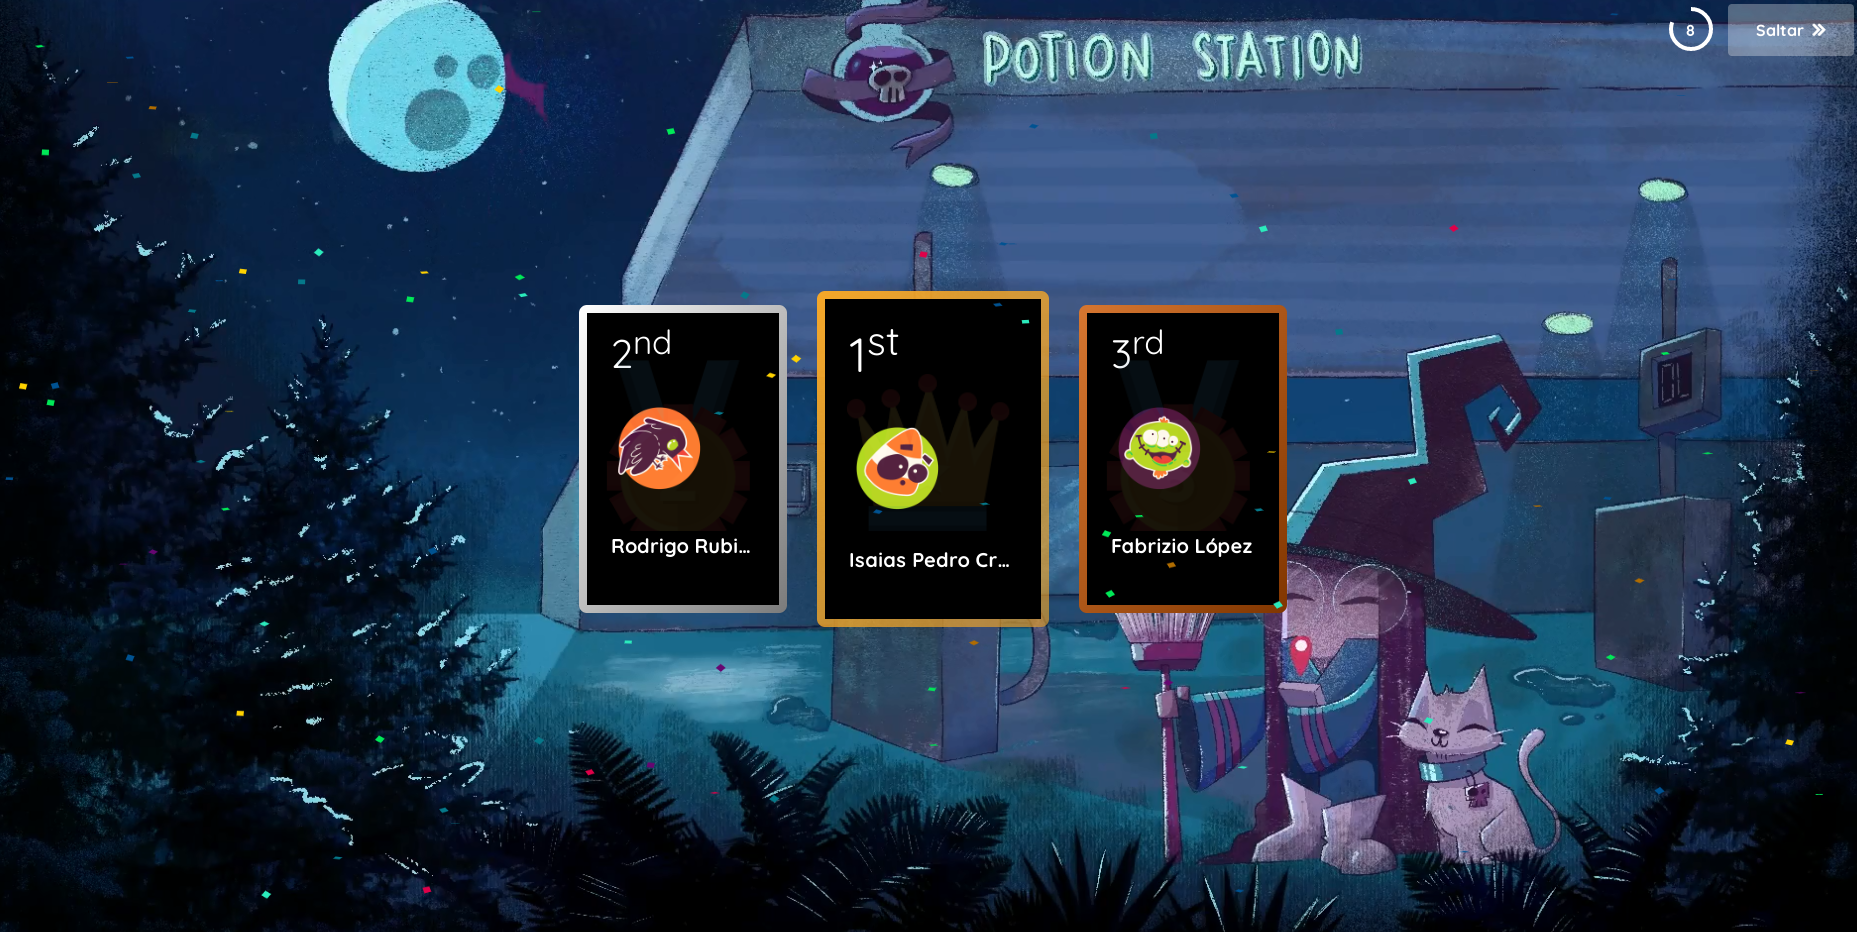 POTION STATION
8
Saltar
2nd
Rodrigo Rubi...
1st
Isaias Pedro Cr...
3rd
Fabrizio López